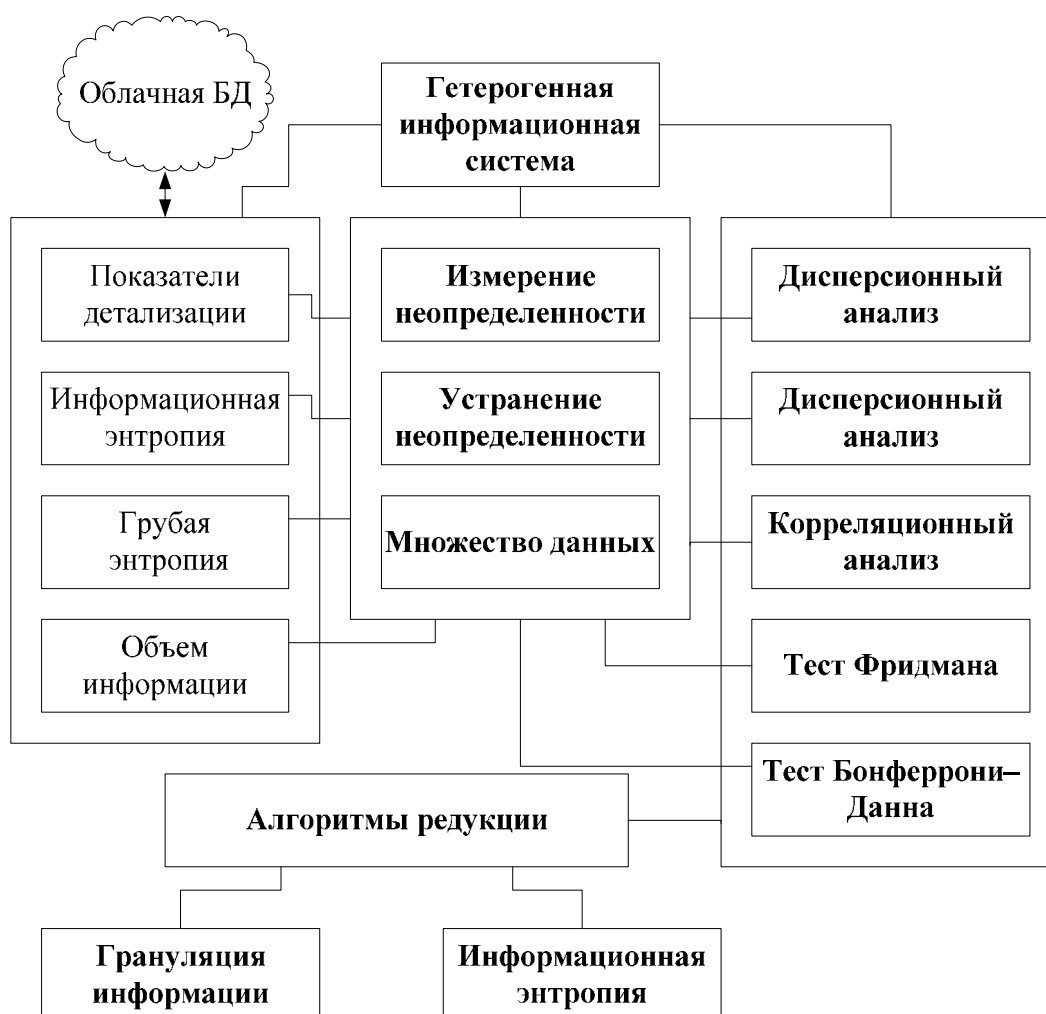 Облачная БД
Гетерогенная
информационная
система
Показатели
детализации
Информационная
энтропия
Грубая
энтропия
Объем
информации
Измерение
неопределенности
Устранение
неопределенности
Множество данных
Дисперсионный
анализ
Дисперсионный
анализ
Корреляционный
анализ
Тест Фридмана
Тест Бонферрони–
Данна
Алгоритмы редукции
Грануляция
информации
Информационная
энтропия